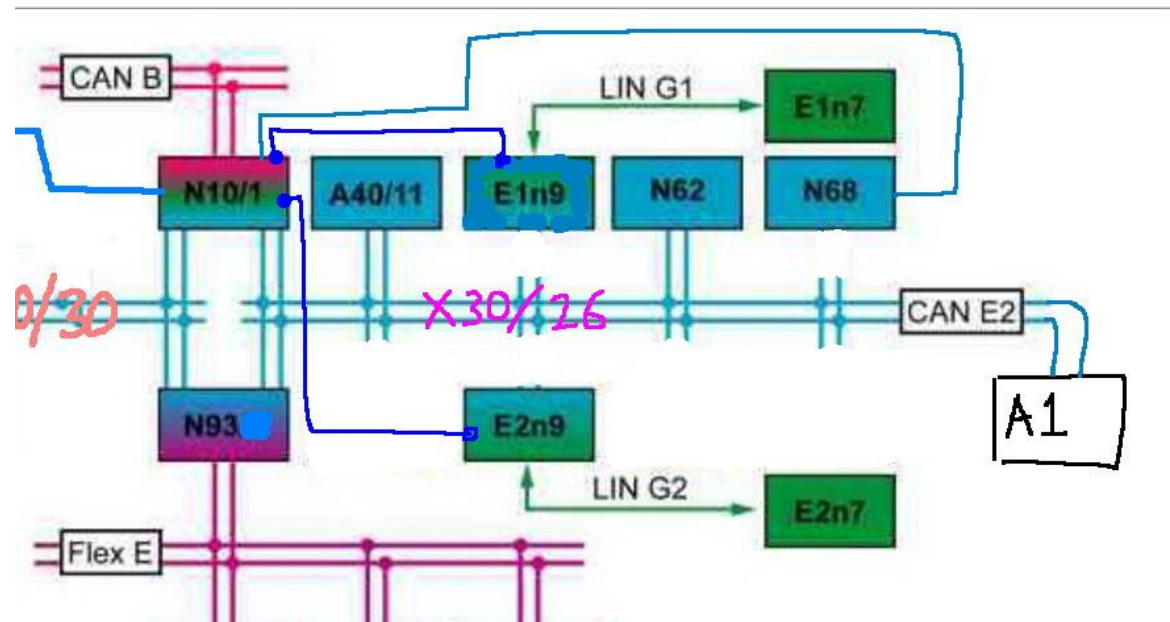 CAN B
LIN G1
E1n7
N10/1
A40/11
E1n9
N62
N68
0/30
X30/26
CAN E2
A1
N93
E2n9
LIN G2
E2n7
Flex E